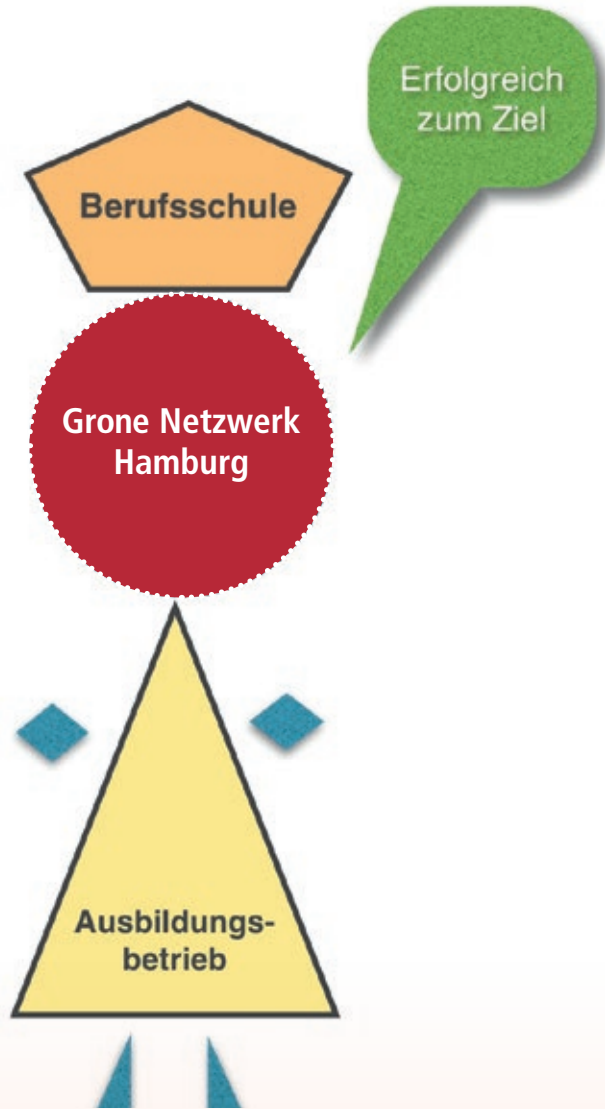 Erfolgreich
zum Ziel
Berufsschule
Grone Netzwerk
Hamburg
Ausbildungs-
betrieb